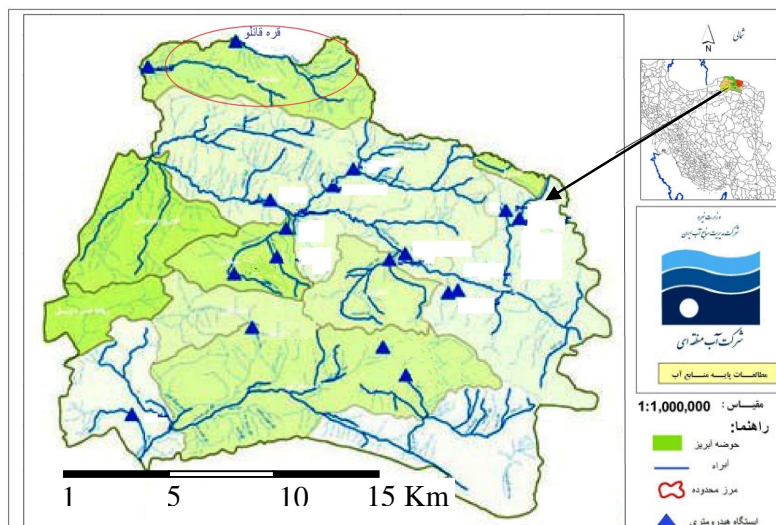 قره قانلو
شمالی
N
وزارت نیرو
شرکت مدیریت منابع آب ایران
شرکت آب منطقه ای
مطالعات پایه منابع آب
مقیاس : 1:1,000,000
راهنما:
حوضه آبریز
آبراه
مرز محدوده
ایستگاه هیدرومتری
1 5 10 15 Km